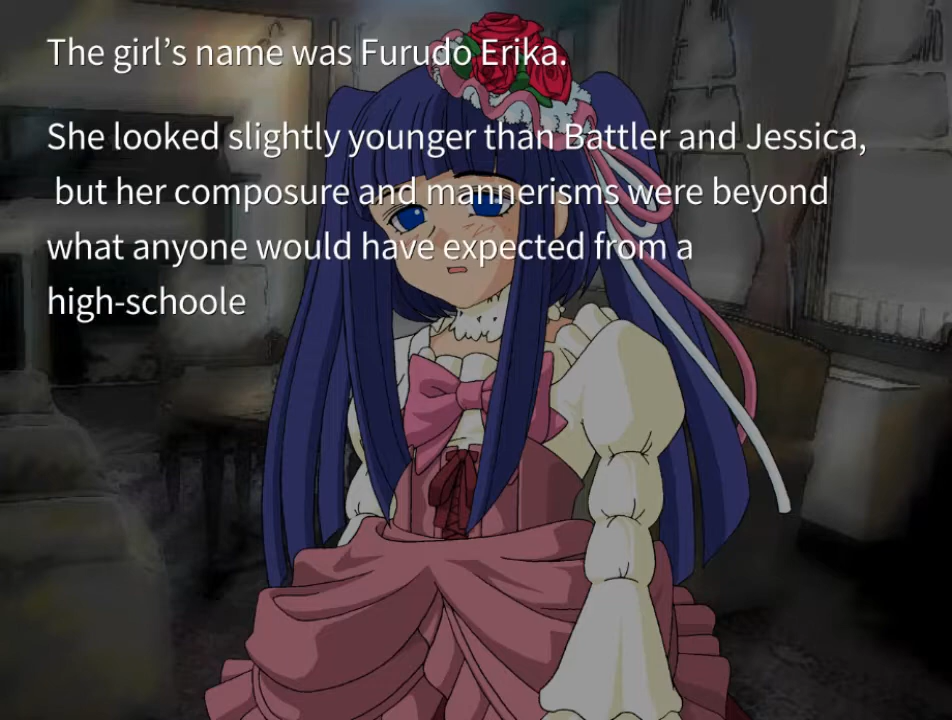 The girl’s name was Furudo Erika.
She looked slightly younger than Battler and Jessica,
but her composure and mannerisms were beyond
what anyone would have expected from a
high-schoole